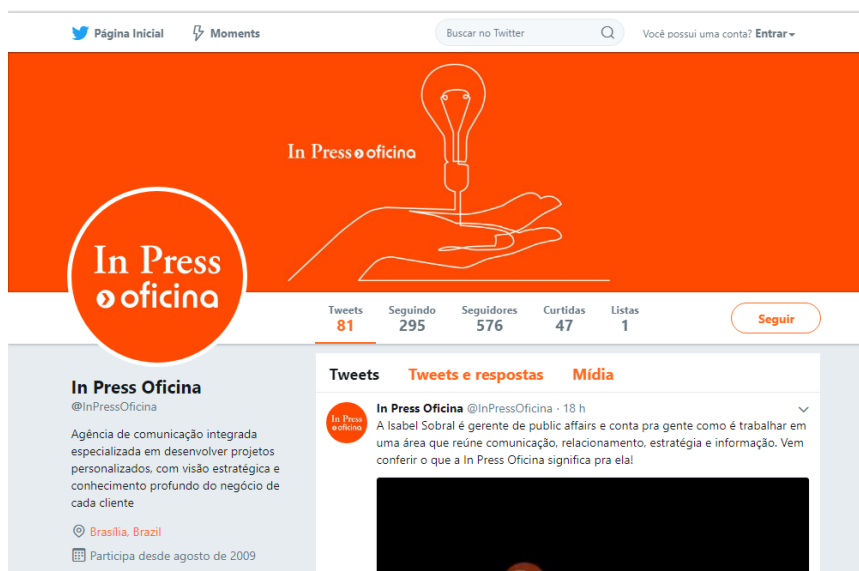 Página Inicial Moments Buscar no Twitter Você possui uma conta? Entrar
In Press oficina
In Press
oficina
Tweets Seguindo Seguidores Curtidas Listas
81 295 576 47 1
Seguir
In Press Oficina
@InPressOficina
Agência de comunicação integrada
especializada em desenvolver projetos
personalizados, com visão estratégica e
conhecimento profundo do negócio de
cada cliente
Brasília, Brazil
Participa desde agosto de 2009
Tweets Tweets e respostas Mídia
In Press
oficina
In Press Oficina @InPressOficina · 18 h
A Isabel Sobral é gerente de public affairs e conta pra gente como é trabalhar em
uma área que reúne comunicação, relacionamento, estratégia e informação. Vem
conferir o que a In Press Oficina significa pra ela!